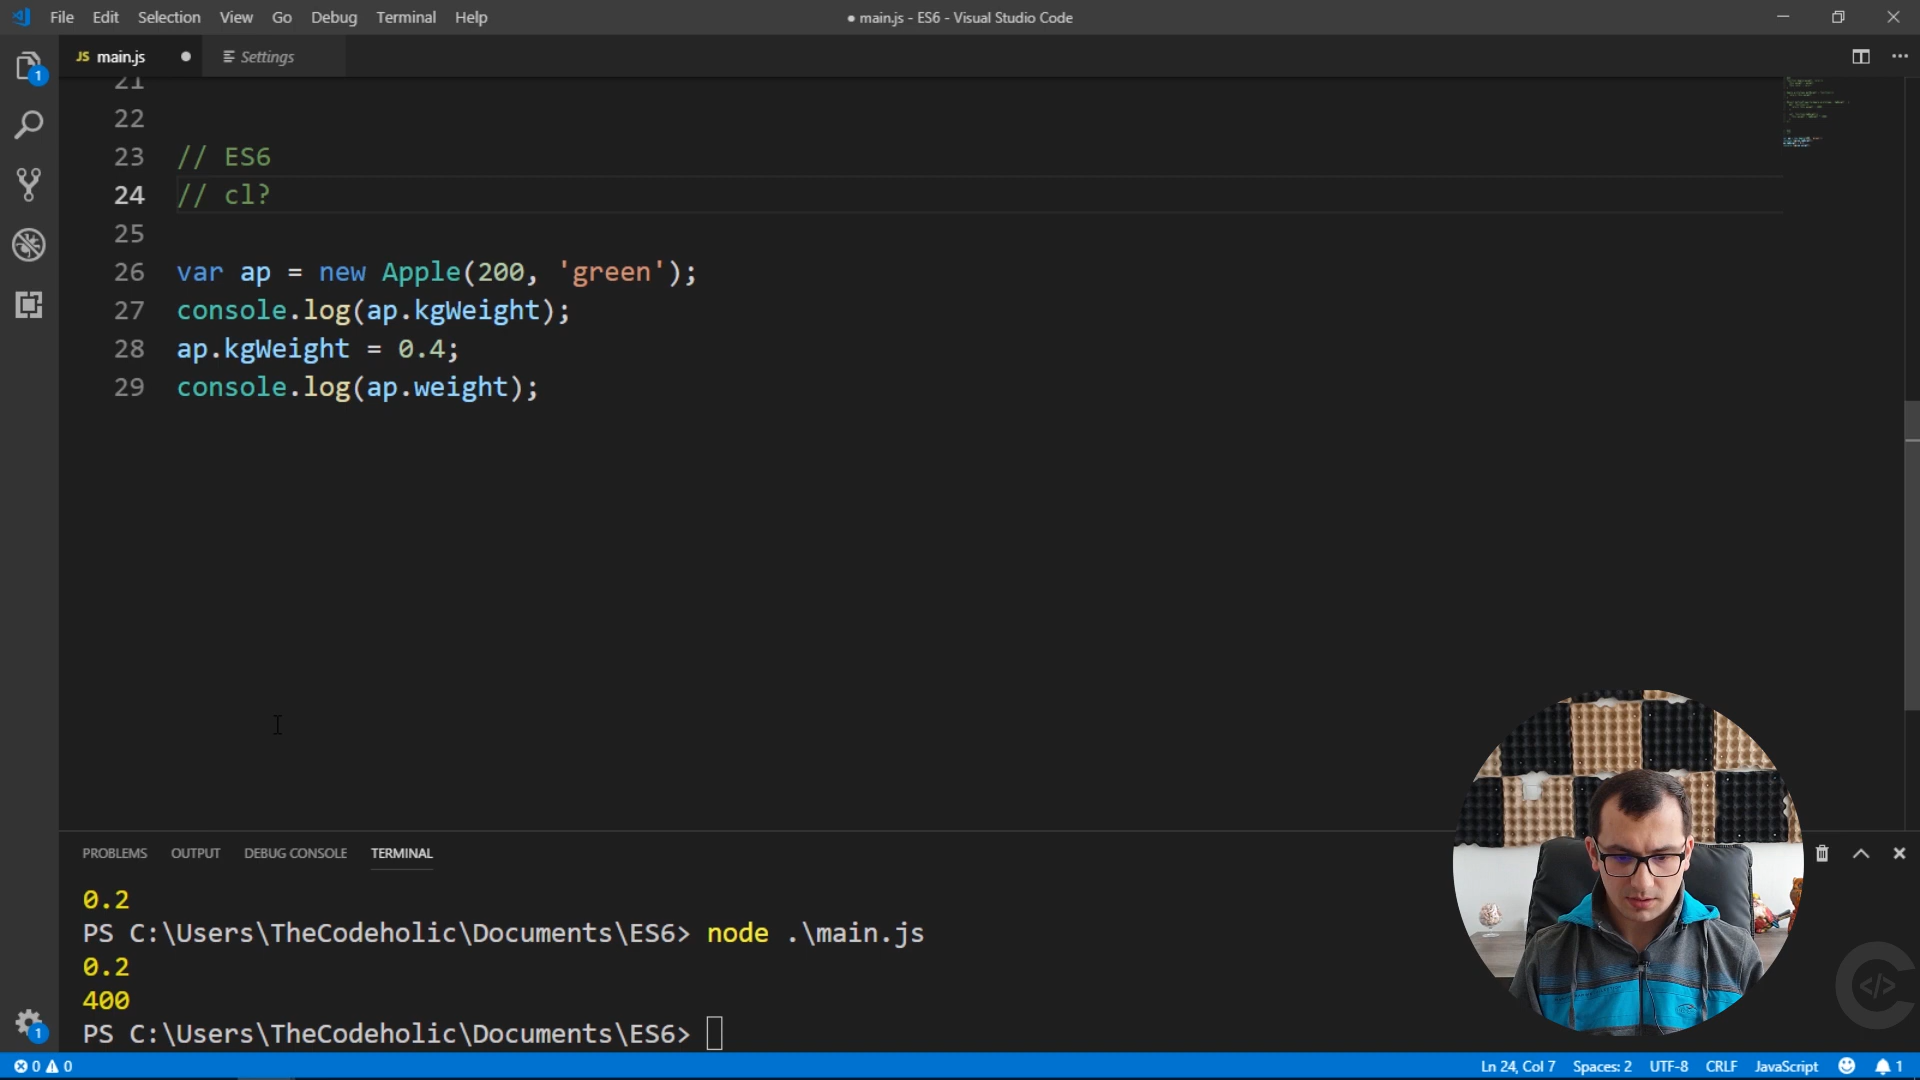 File Edit Selection View Go Debug Terminal Help
● main.js - ES6 - Visual Studio Code
JS main.js ●
Settings
21
22
23 // ES6
24 // cl?
25
26 var ap = new Apple(200, 'green');
27 console.log(ap.kgWeight);
28 ap.kgWeight = 0.4;
29 console.log(ap.weight);
1
PROBLEMS OUTPUT DEBUG CONSOLE TERMINAL
0.2
PS C:\Users\TheCodeholic\Documents\ES6> node .\main.js
0.2
400
PS C:\Users\TheCodeholic\Documents\ES6>
1
0 0
Ln 24, Col 7 Spaces: 2 UTF-8 CRLF JavaScript 1